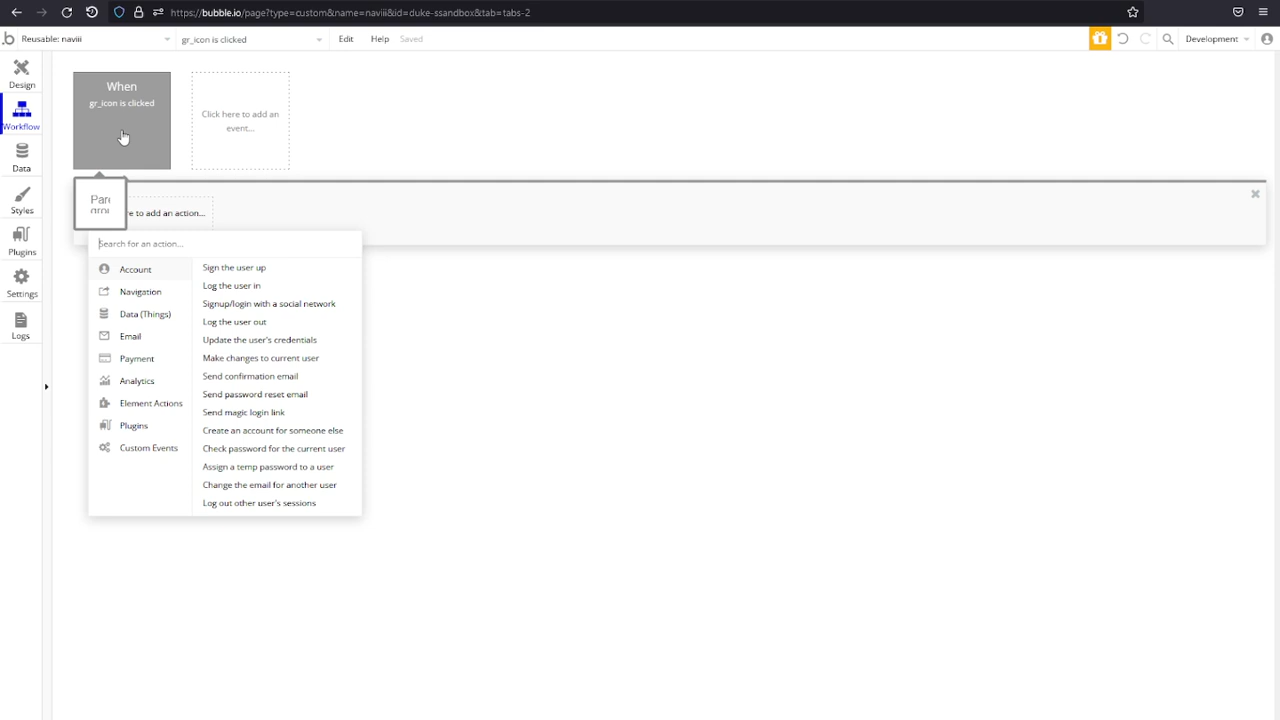 https://bubble.io/page?type=custom&name=naviii&id=duke-ssandbox&tab=tabs-2
Reusable: naviii
gr_icon is clicked
Edit
Help
Saved
Development
Design
Workflow
Data
Styles
Plugins
Settings
Logs
When
gr_icon is clicked
Click here to add an
event...
re to add an action...
Search for an action...
Account
Navigation
Data (Things)
Email
Payment
Analytics
Element Actions
Plugins
Custom Events
Sign the user up
Log the user in
Signup/login with a social network
Log the user out
Update the user's credentials
Make changes to current user
Send confirmation email
Send password reset email
Send magic login link
Create an account for someone else
Check password for the current user
Assign a temp password to a user
Change the email for another user
Log out other user's sessions